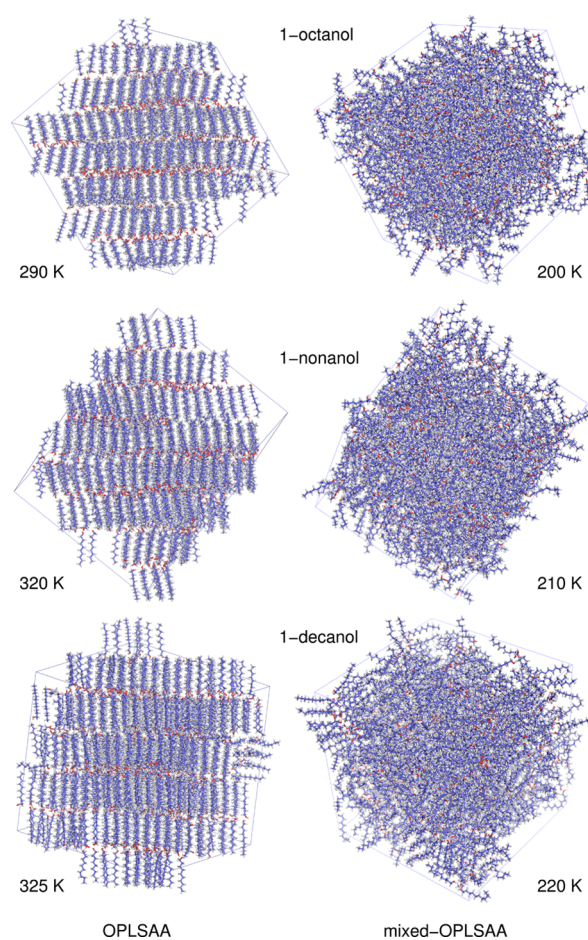 1−octanol
290 K
200 K
1−nonanol
320 K
210 K
1−decanol
325 K
220 K
OPLSAA
mixed−OPLSAA